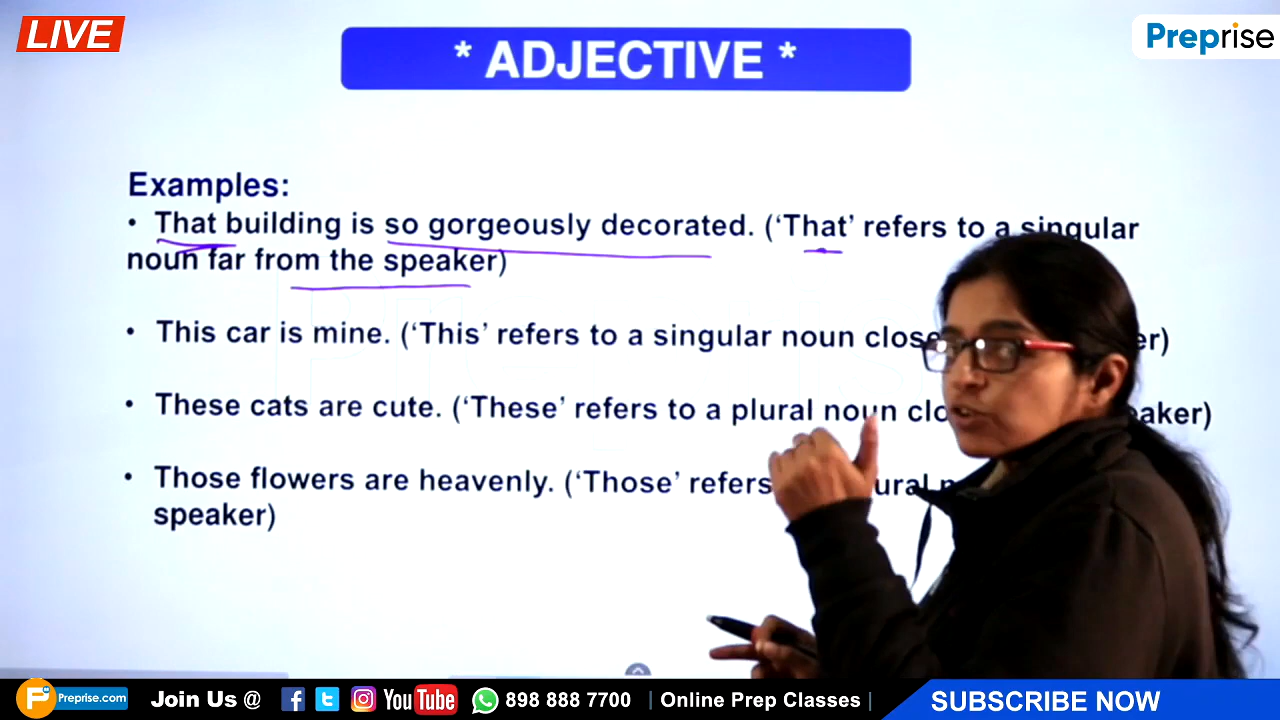 LIVE
* ADJECTIVE *
Preprise
Examples:
• That building is so gorgeously decorated. (‘That’ refers to a singular
noun far from the speaker)
• This car is mine. (‘This’ refers to a singular noun close er)
• These cats are cute. (‘These’ refers to a plural noun clo eaker)
• Those flowers are heavenly. (‘Those’ refers ural n
speaker)
Preprise.com Join Us @ YouTube 898 888 7700 | Online Prep Classes | SUBSCRIBE NOW